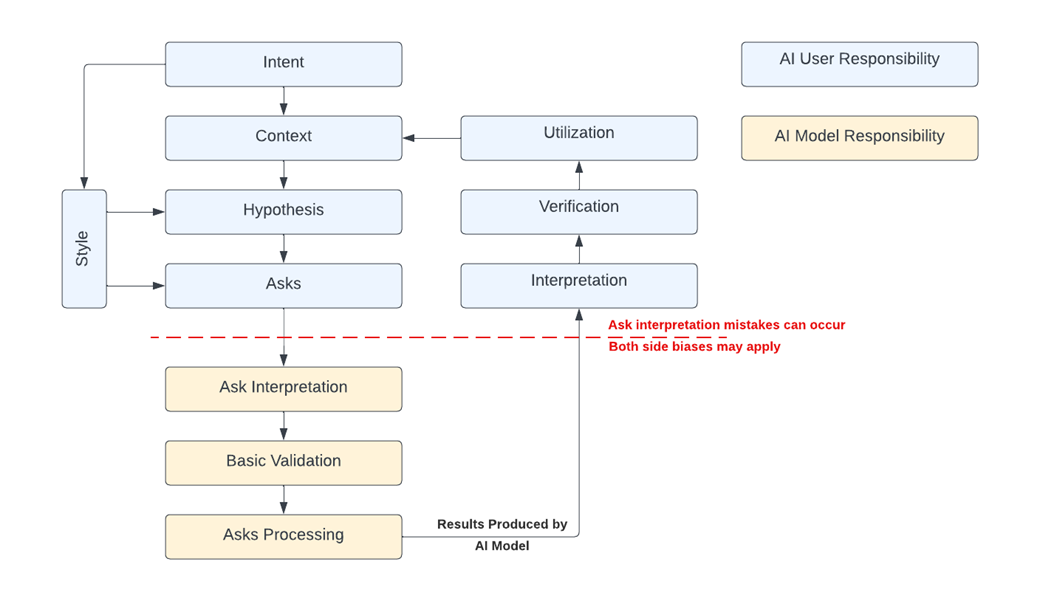 Intent
AI User Responsibility
Context
Utilization
AI Model Responsibility
Style
Hypothesis
Verification
Asks
Interpretation
Ask interpretation mistakes can occur
Both side biases may apply
Ask Interpretation
Basic Validation
Asks Processing
Results Produced by
AI Model